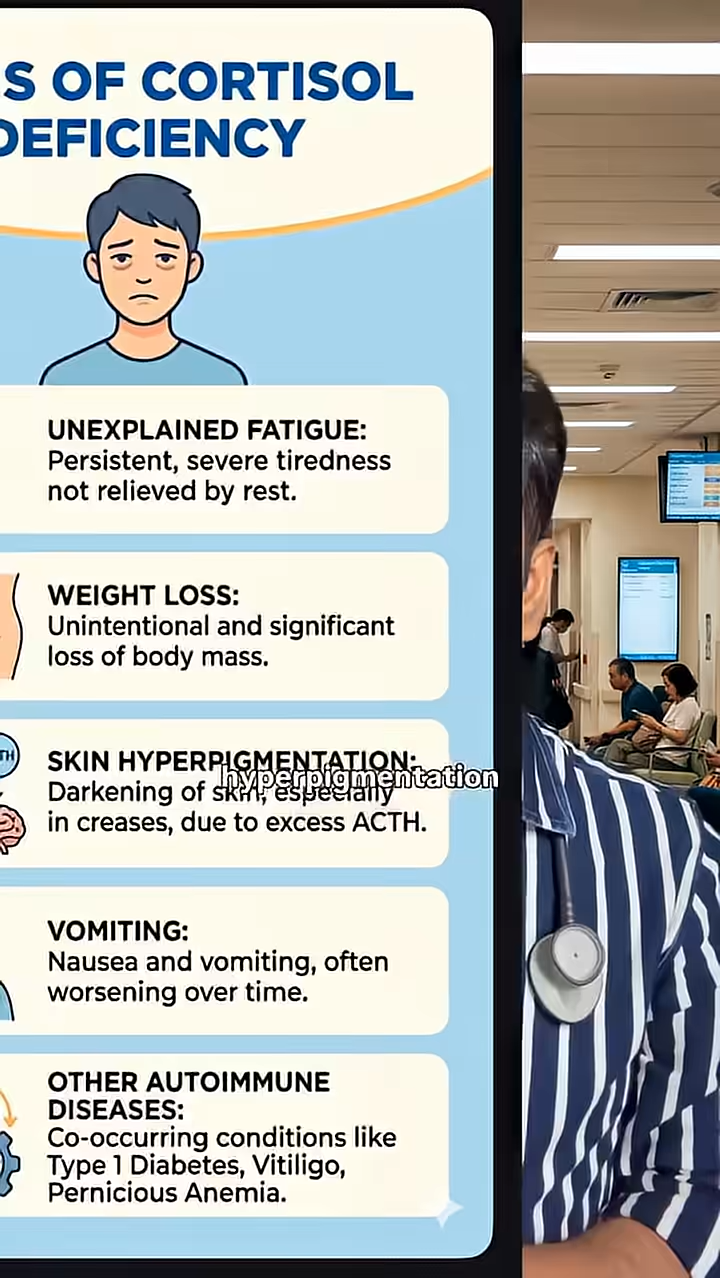 S OF CORTISOL
DEFICIENCY
UNEXPLAINED FATIGUE:
Persistent, severe tiredness
not relieved by rest.
WEIGHT LOSS:
Unintentional and significant
loss of body mass.
TH
SKIN HYPERPIGMENTATION:
hyperpigmentation
Darkening of skin, especially
in creases, due to excess ACTH.
VOMITING:
Nausea and vomiting, often
worsening over time.
OTHER AUTOIMMUNE
DISEASES:
Co-occurring conditions like
Type 1 Diabetes, Vitiligo,
Pernicious Anemia.